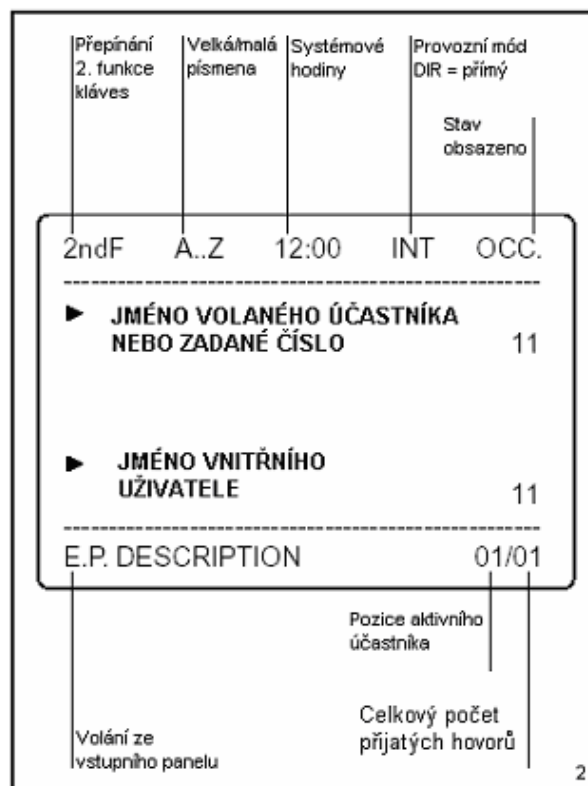 Přepínání
2. funkce
kláves
Velká/malá
písmena
Systémové
hodiny
Provozní mód
DIR = přímý
Stav
obsazeno
2ndF A..Z 12:00 INT OCC.
JMÉNO VOLANÉHO ÚČASTNÍKA
NEBO ZADANÉ ČÍSLO 11
JMÉNO VNITŘNÍHO
UŽIVATELE 11
E.P. DESCRIPTION 01/01
Pozice aktivního
účastníka
Volání ze
vstupního panelu
Celkový počet
přijatých hovorů
2